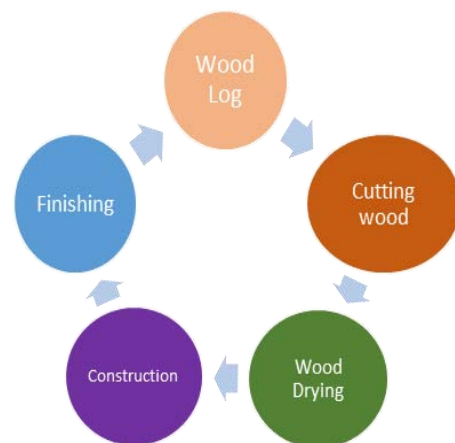 Wood
Log
Cutting
wood
Wood
Drying
Construction
Finishing